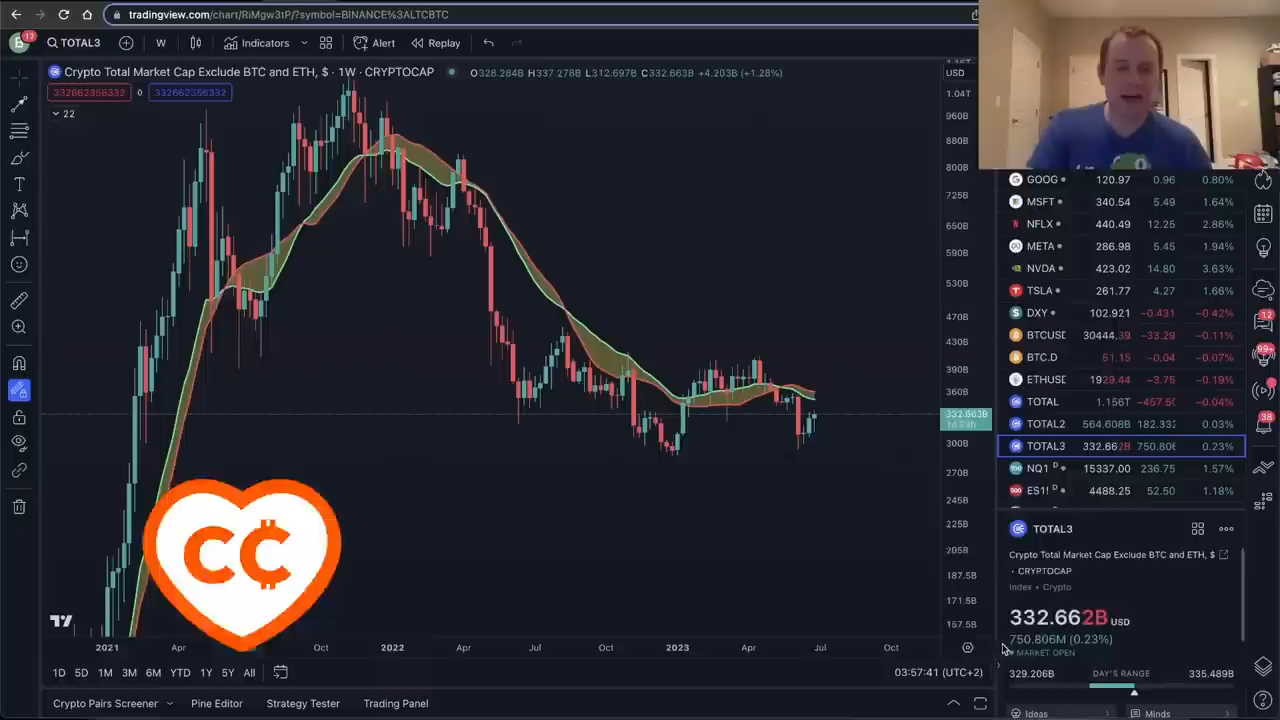 tradingview.com/chart/RiMgw3tP/?symbol=BINANCE%3ALTCBTC
B 13 TOTAL3 W Indicators Alert Replay
Crypto Total Market Cap Exclude BTC and ETH, $ · 1W · CRYPTOCAP O328.284B H337.278B L312.697B C332.663B +4.203B (+1.28%) USD
332662356332 0 332662356332
22
1.04T
960B
880B
800B
725B
650B
590B
530B
470B
430B
390B
360B
332.663B
1d 23h
300B
270B
245B
225B
205B
187.5B
171.5B
157.5B
CC
2021 Apr Oct 2022 Apr Jul Oct 2023 Apr Jul Oct
1D 5D 1M 3M 6M YTD 1Y 5Y All 03:57:41 (UTC+2)
Crypto Pairs Screener Pine Editor Strategy Tester Trading Panel
GOOG 120.97 0.96 0.80%
MSFT 340.54 5.49 1.64%
NFLX 440.49 12.25 2.86%
META 286.98 5.45 1.94%
NVDA 423.02 14.80 3.63%
TSLA 261.77 4.27 1.66%
DXY 102.921 −0.431 −0.42%
BTCUSD 30444.39 −33.29 −0.11%
BTC.D 51.15 −0.04 −0.07%
ETHUSD 1929.44 −3.75 −0.19%
TOTAL 1.156T −457.50 −0.04%
TOTAL2 564.608B 182.332 0.03%
TOTAL3 332.662B 750.806 0.23%
NQ1 D 15337.00 236.75 1.57%
ES1! D 4488.25 52.50 1.18%
TOTAL3
Crypto Total Market Cap Exclude BTC and ETH, $
• CRYPTOCAP
Index • Crypto
332.662B USD
750.806M (0.23%)
MARKET OPEN
329.206B DAY'S RANGE 335.489B
Ideas Minds
12
99+
38